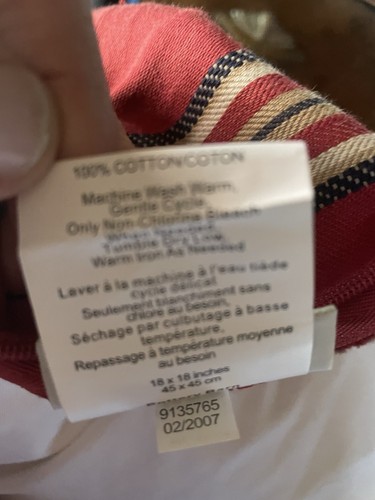 100% COTTON/COTON
Machine Wash Warm,
Gentle Cycle,
Only Non-Chlorine Bleach
When Needed,
Tumble Dry Low,
Warm Iron As Needed
Laver à la machine à l'eau tiède
cycle délicat
Seulement blanchiment sans
chlore au besoin,
Séchage par culbutage à basse
température,
Repassage à température moyenne
au besoin
18 x 18 inches
45 x 45 cm
9135765
02/2007